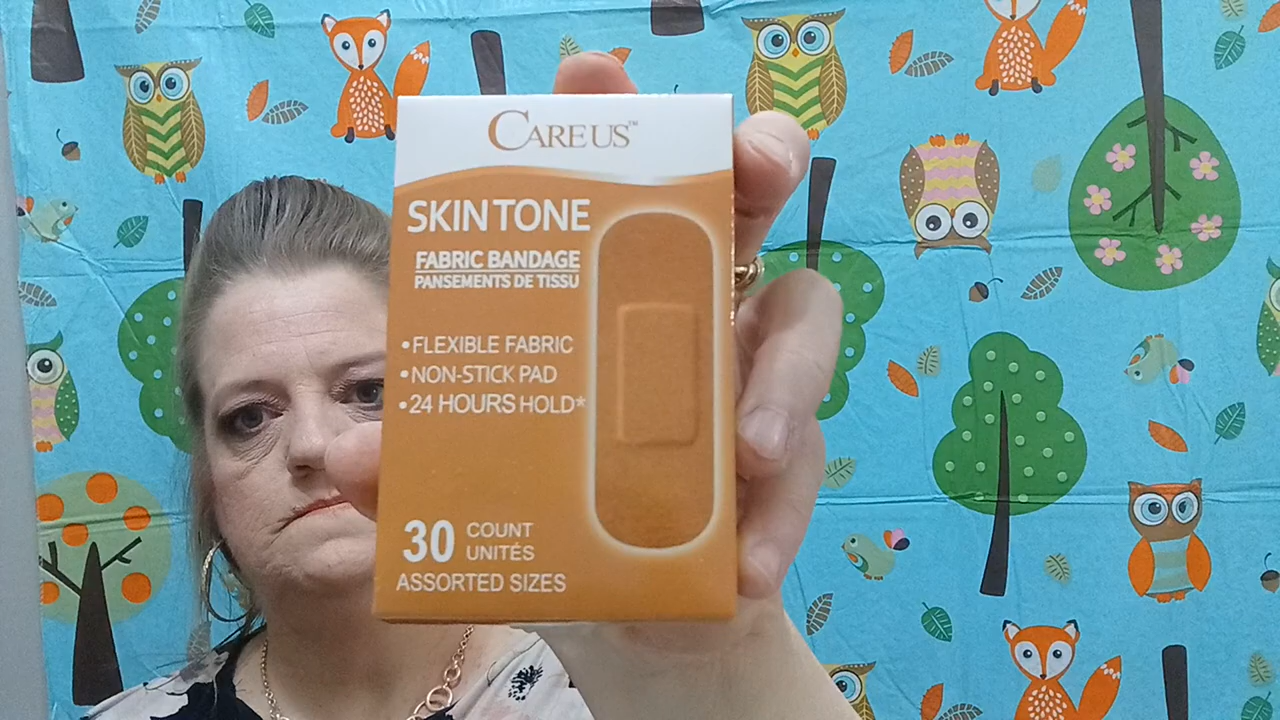 CAREUS™
SKIN TONE
FABRIC BANDAGE
PANSEMENTS DE TISSU
•FLEXIBLE FABRIC
•NON-STICK PAD
•24 HOURS HOLD*
30 COUNT
UNITÉS
ASSORTED SIZES